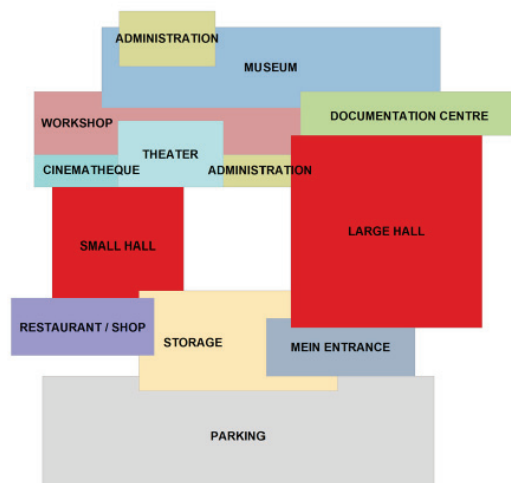 ADMINISTRATION
MUSEUM
DOCUMENTATION CENTRE
WORKSHOP
THEATER
CINEMATHEQUE
ADMINISTRATION
LARGE HALL
SMALL HALL
RESTAURANT / SHOP
STORAGE
MEIN ENTRANCE
PARKING